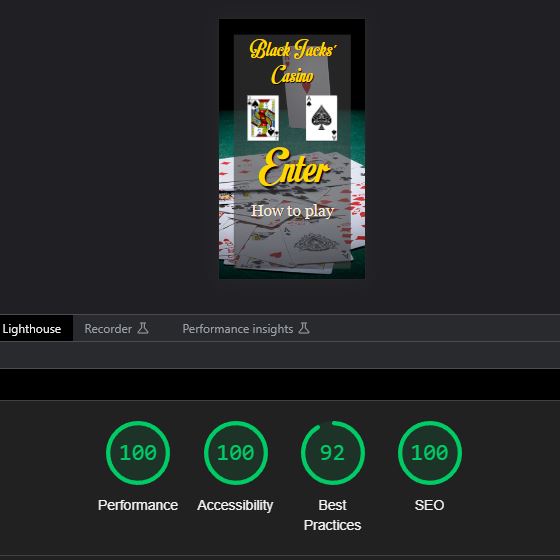 Black Jacks'
Casino
Enter
How to play
Lighthouse
Recorder
Performance insights
100
100
92
100
Performance
Accessibility
Best
Practices
SEO